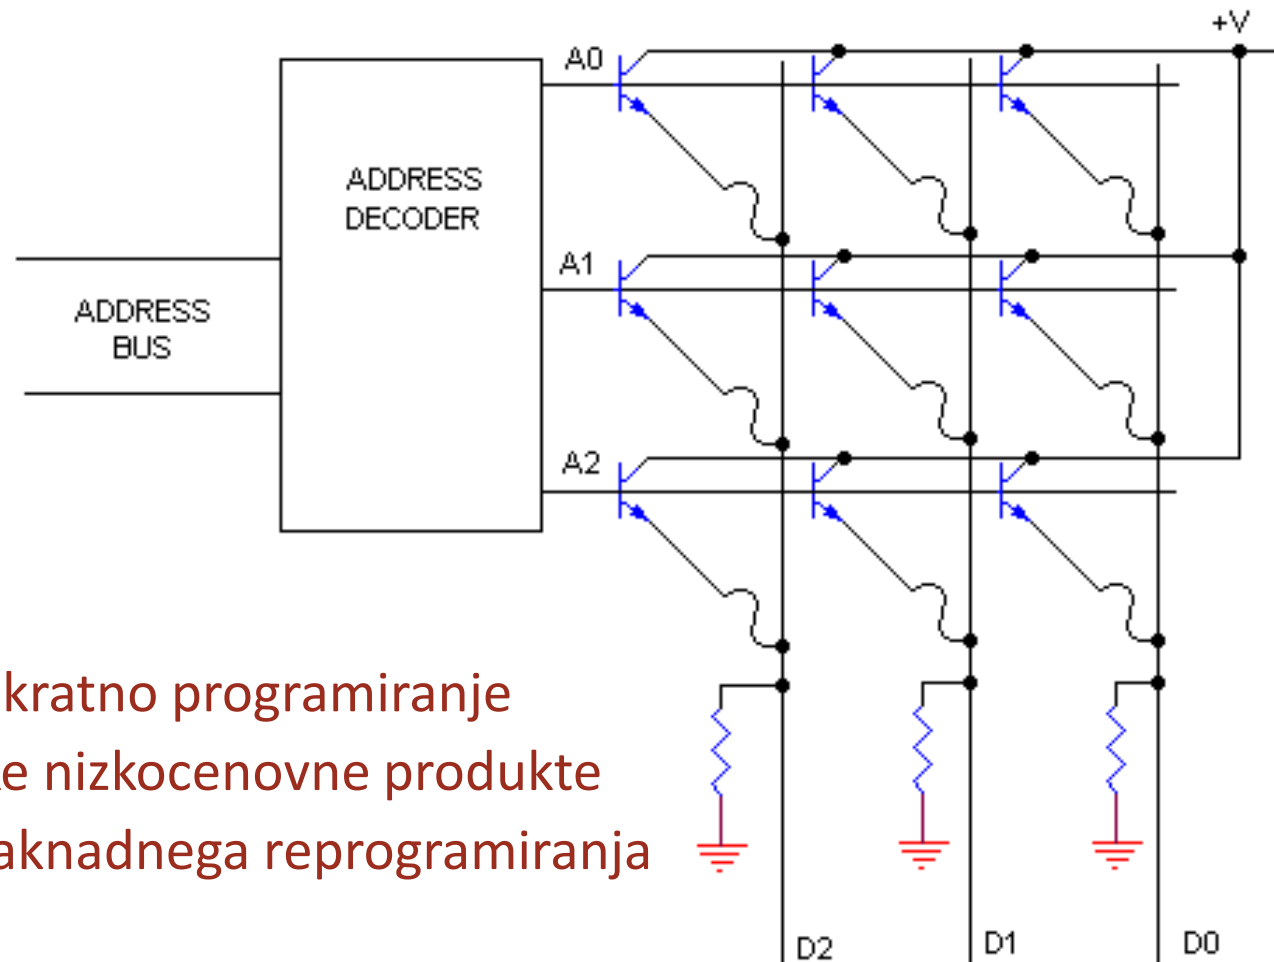 +V
A0
ADDRESS
DECODER
A1
ADDRESS
BUS
A2
kratno programiranje
e nizkocenovne produkte
aknadnega reprogramiranja
D2
D1
D0